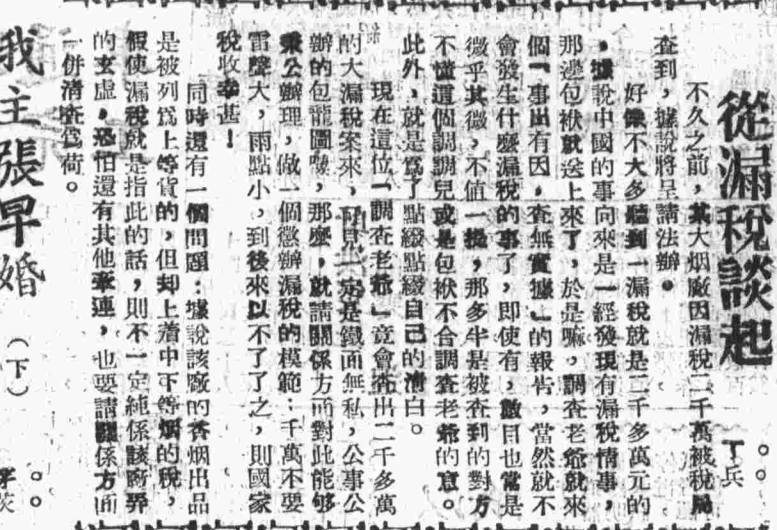 從漏稅談起
丁兵
不久之前，某大烟廠因漏稅二千萬被稅局
查到，據說將呈請法辦。
好像不大多聽到一漏稅就是二千多萬元的
，據說中國的事向來是一經發現有漏稅情事，
那邊包袱就送上來了，於是嘛，調查老爺就來
個「事出有因，查無實據」的報告，當然就不
會發生什麽漏稅的事了，即使有，數目也當是
微乎其微，不值一提，那多半是被查到的對方
不懂這個調調兒或是包袱不合調查老爺的意。
此外，就是爲了點綴點綴自己的清白。
現在這位「調查老爺」竟會查出二千多萬
的大漏稅案來，可見一定是鐵面無私，公事公
辦的包龍圖嘍，那麽，就請關係方面對此能够
秉公辦理，做一個懲辦漏稅的模範；千萬不要
雷聲大，雨點小，到後來以不了了之，則國家
稅收幸甚！
同時還有一個問題：據說該廠的香烟出品
是被列爲上等貨的，但却上着中下等烟的稅，
假使漏稅就是指此的話，則不一定純係該廠弄
的玄虛，恐怕還有其他牽連，也要請關係方面
一併清查爲荷。
我主張早婚
（下）